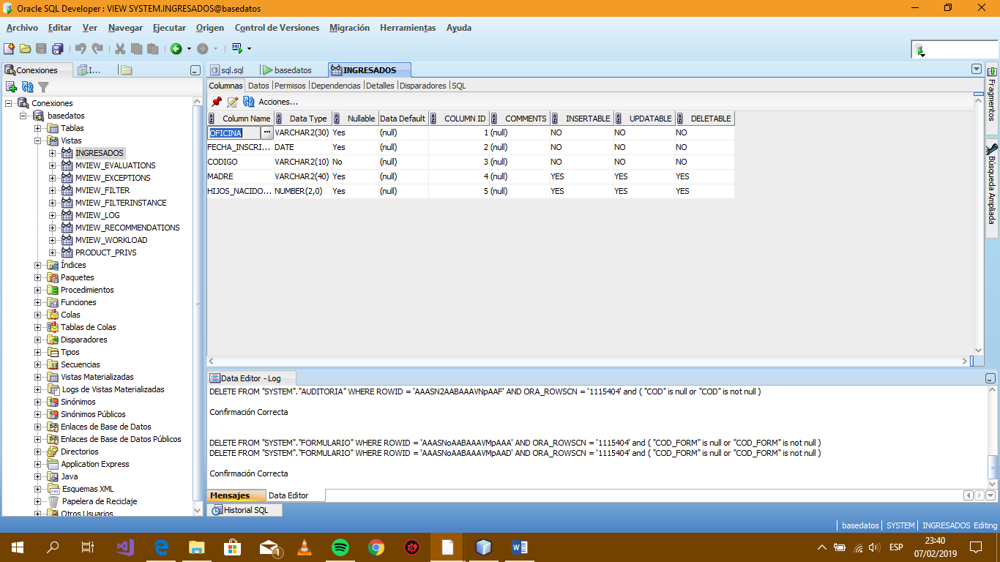 Oracle SQL Developer : VIEW SYSTEM.INGRESADOS@basedatos
Archivo Editar Ver Navegar Ejecutar Origen Control de Versiones Migración Herramientas Ayuda
Conexiones I...
sql.sql basedatos INGRESADOS
Columnas Datos Permisos Dependencias Detalles Disparadores SQL
Acciones...
Conexiones
basedatos
Tablas
Vistas
INGRESADOS
MVIEW_EVALUATIONS
MVIEW_EXCEPTIONS
MVIEW_FILTER
MVIEW_FILTERINSTANCE
MVIEW_LOG
MVIEW_RECOMMENDATIONS
MVIEW_WORKLOAD
PRODUCT_PRIVS
Índices
Paquetes
Procedimientos
Funciones
Colas
Tablas de Colas
Disparadores
Tipos
Secuencias
Vistas Materializadas
Logs de Vistas Materializadas
Sinónimos
Sinónimos Públicos
Enlaces de Base de Datos
Enlaces de Base de Datos Públicos
Directorios
Application Express
Java
Esquemas XML
Papelera de Reciclaje
Otros Usuarios
Column Name Data Type Nullable Data Default COLUMN ID COMMENTS INSERTABLE UPDATABLE DELETABLE
OFICINA ... VARCHAR2(30) Yes (null) 1 (null) NO NO NO
FECHA_INSCRI... DATE Yes (null) 2 (null) NO NO NO
CODIGO VARCHAR2(10) No (null) 3 (null) NO NO NO
MADRE VARCHAR2(40) Yes (null) 4 (null) YES YES YES
HIJOS_NACIDO... NUMBER(2,0) Yes (null) 5 (null) YES YES YES
Fragmentos
Búsqueda Ampliada
Data Editor - Log
DELETE FROM "SYSTEM"."AUDITORIA" WHERE ROWID = 'AAASN2AABAAAVNpAAF' AND ORA_ROWSCN = '1115404' and ( "COD" is null or "COD" is not null )
Confirmación Correcta
DELETE FROM "SYSTEM"."FORMULARIO" WHERE ROWID = 'AAASNoAABAAAVMpAAA' AND ORA_ROWSCN = '1115404' and ( "COD_FORM" is null or "COD_FORM" is not null )
DELETE FROM "SYSTEM"."FORMULARIO" WHERE ROWID = 'AAASNoAABAAAVMpAAD' AND ORA_ROWSCN = '1115404' and ( "COD_FORM" is null or "COD_FORM" is not null )
Confirmación Correcta
Mensajes Data Editor
Historial SQL
basedatos SYSTEM INGRESADOS Editing
1
ESP
23:40
07/02/2019